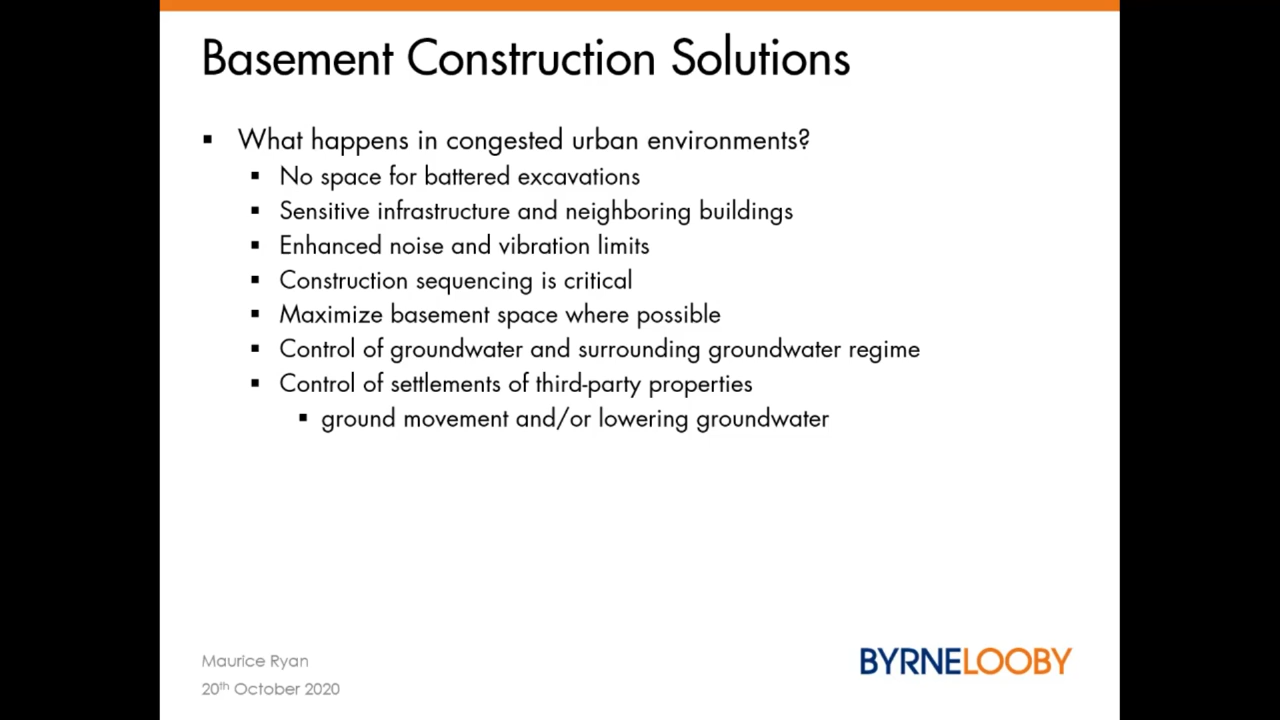 Basement Construction Solutions
▪ What happens in congested urban environments?
▪ No space for battered excavations
▪ Sensitive infrastructure and neighboring buildings
▪ Enhanced noise and vibration limits
▪ Construction sequencing is critical
▪ Maximize basement space where possible
▪ Control of groundwater and surrounding groundwater regime
▪ Control of settlements of third-party properties
▪ ground movement and/or lowering groundwater
Maurice Ryan
20th October 2020
BYRNELOOBY